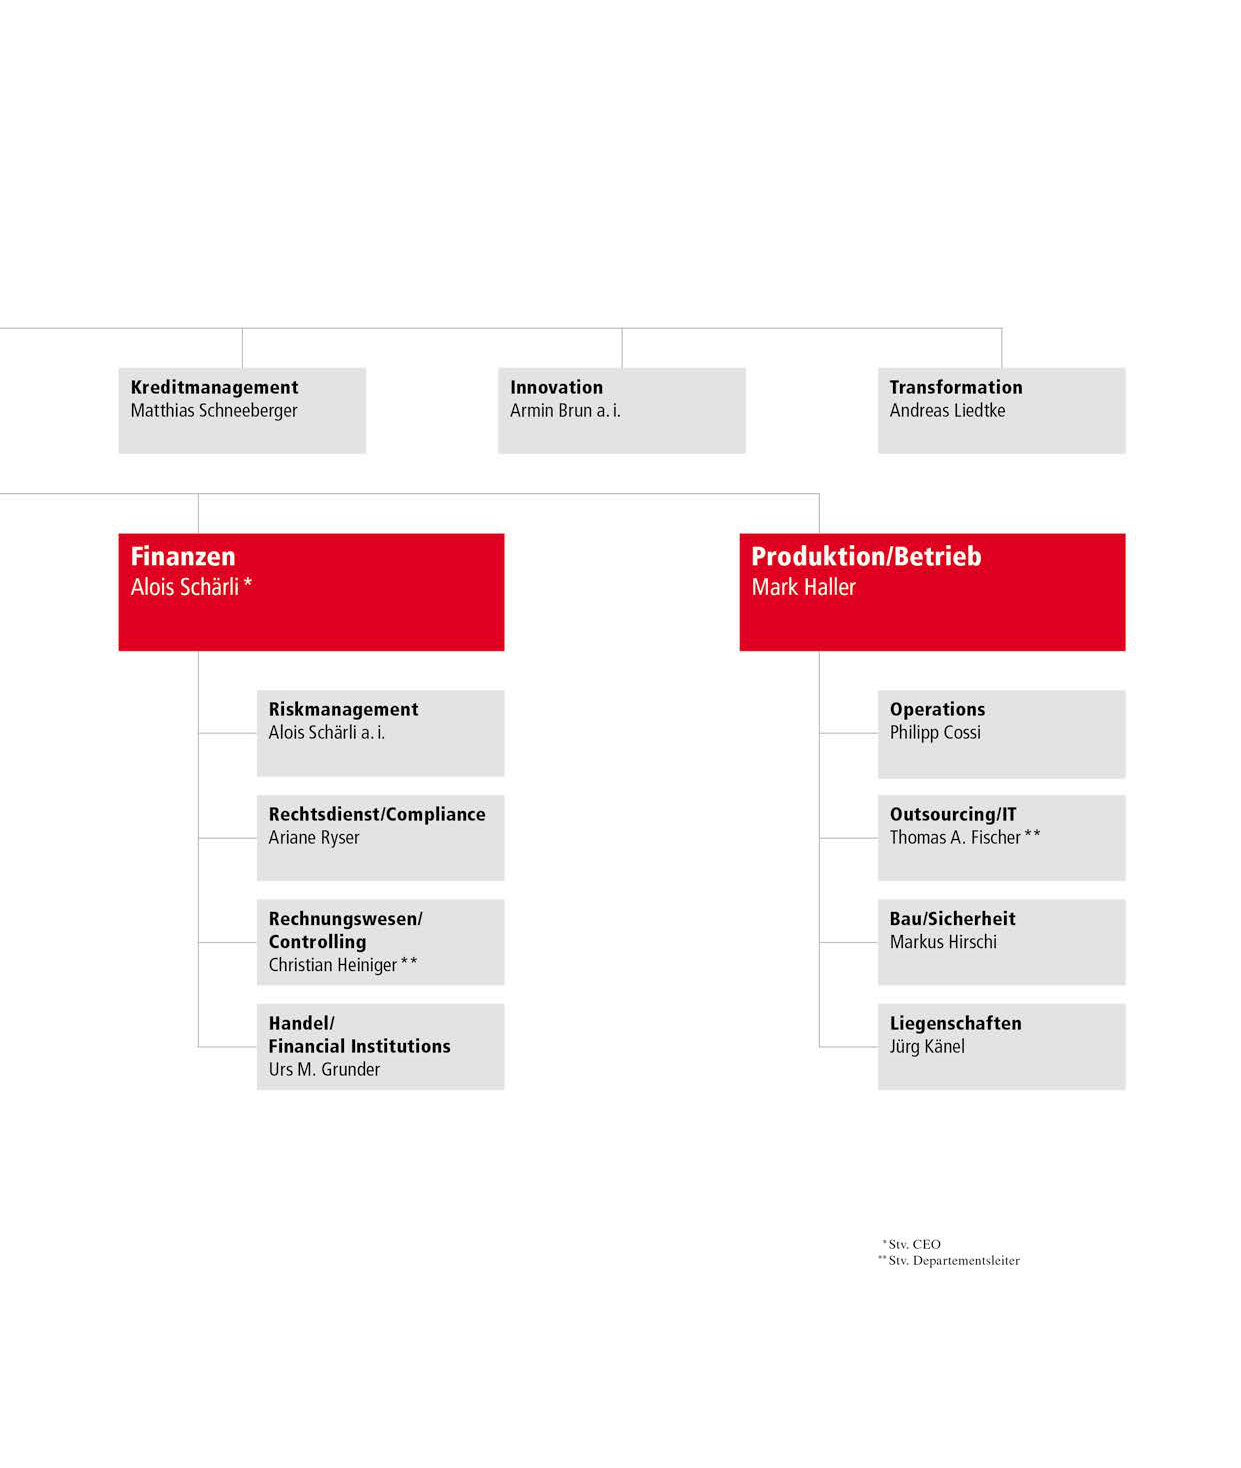 Kreditmanagement
Matthias Schneeberger
Innovation
Armin Brun a. i.
Transformation
Andreas Liedtke
Finanzen
Alois Schärli *
Produktion/Betrieb
Mark Haller
Riskmanagement
Alois Schärli a. i.
Rechtsdienst/Compliance
Ariane Ryser
Rechnungswesen/
Controlling
Christian Heiniger **
Handel/
Financial Institutions
Urs M. Grunder
Operations
Philipp Cossi
Outsourcing/IT
Thomas A. Fischer **
Bau/Sicherheit
Markus Hirschi
Liegenschaften
Jürg Känel
* Stv. CEO
** Stv. Departementsleiter